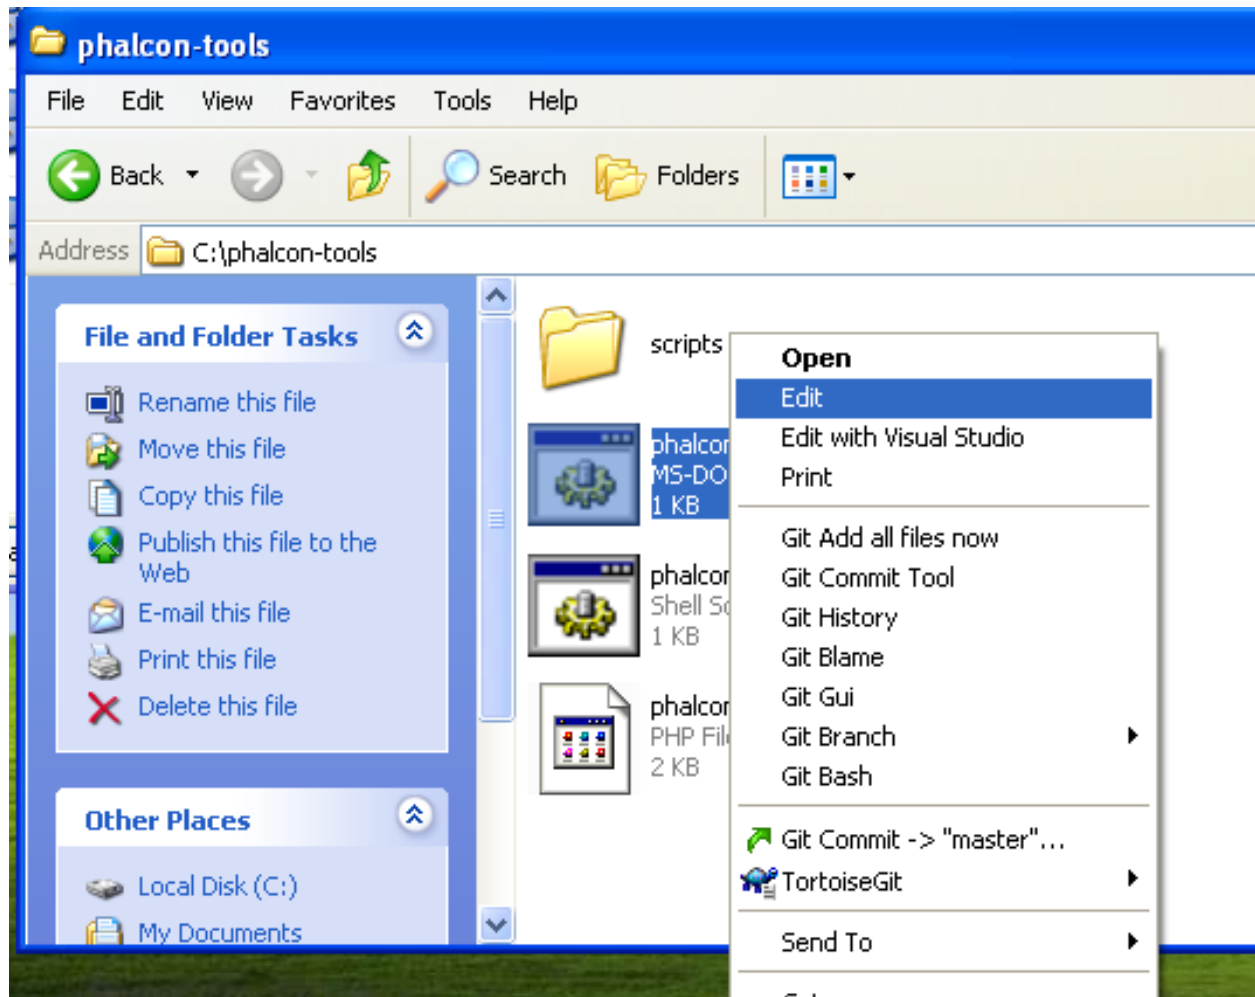 phalcon-tools
File Edit View Favorites Tools Help
Back Search Folders
Address C:\phalcon-tools
File and Folder Tasks
Rename this file
Move this file
Copy this file
Publish this file to the
Web
E-mail this file
Print this file
Delete this file
Other Places
Local Disk (C:)
My Documents
scripts
phalcon
MS-DO
1 KB
phalcon
Shell Sc
1 KB
phalcon
PHP File
2 KB
Open
Edit
Edit with Visual Studio
Print
Git Add all files now
Git Commit Tool
Git History
Git Blame
Git Gui
Git Branch
Git Bash
Git Commit -> "master"...
TortoiseGit
Send To